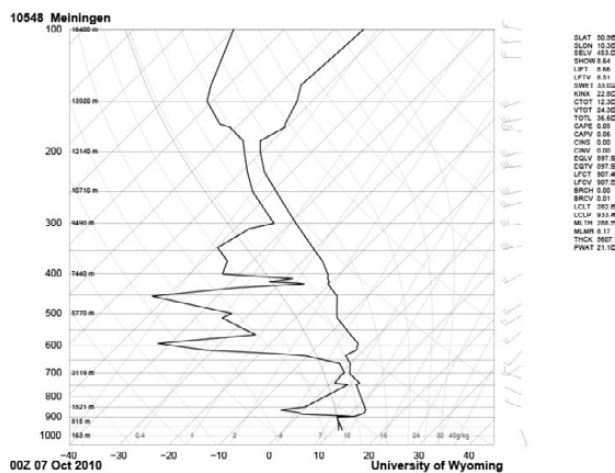 10548 Meiningen
100
16400 m
13920 m
200
12140 m
10710 m
300
9490 m
400
7440 m
500
5770 m
600
700
3119 m
800
1521 m
900
815 m
1000
163 m
0.4 1 2 4 7 10 16 24 32 40g/kg
-40 -30 -20 -10 0 10 20 30 40
00Z 07 Oct 2010
University of Wyoming
SLAT
SLON
SELV
SHOW 8.64
LIFT
LFTV
SWET
KINX
CTOT
VTOT
TOTL
CAPE
CAPV
CINS 0.00
CINV 0.00
EQLV
EQTV
LFCT
LFCV
BRCH 0.00
BRCV 0.01
LCLT
LCLP
MLTH
MLMR
THCK
PWAT